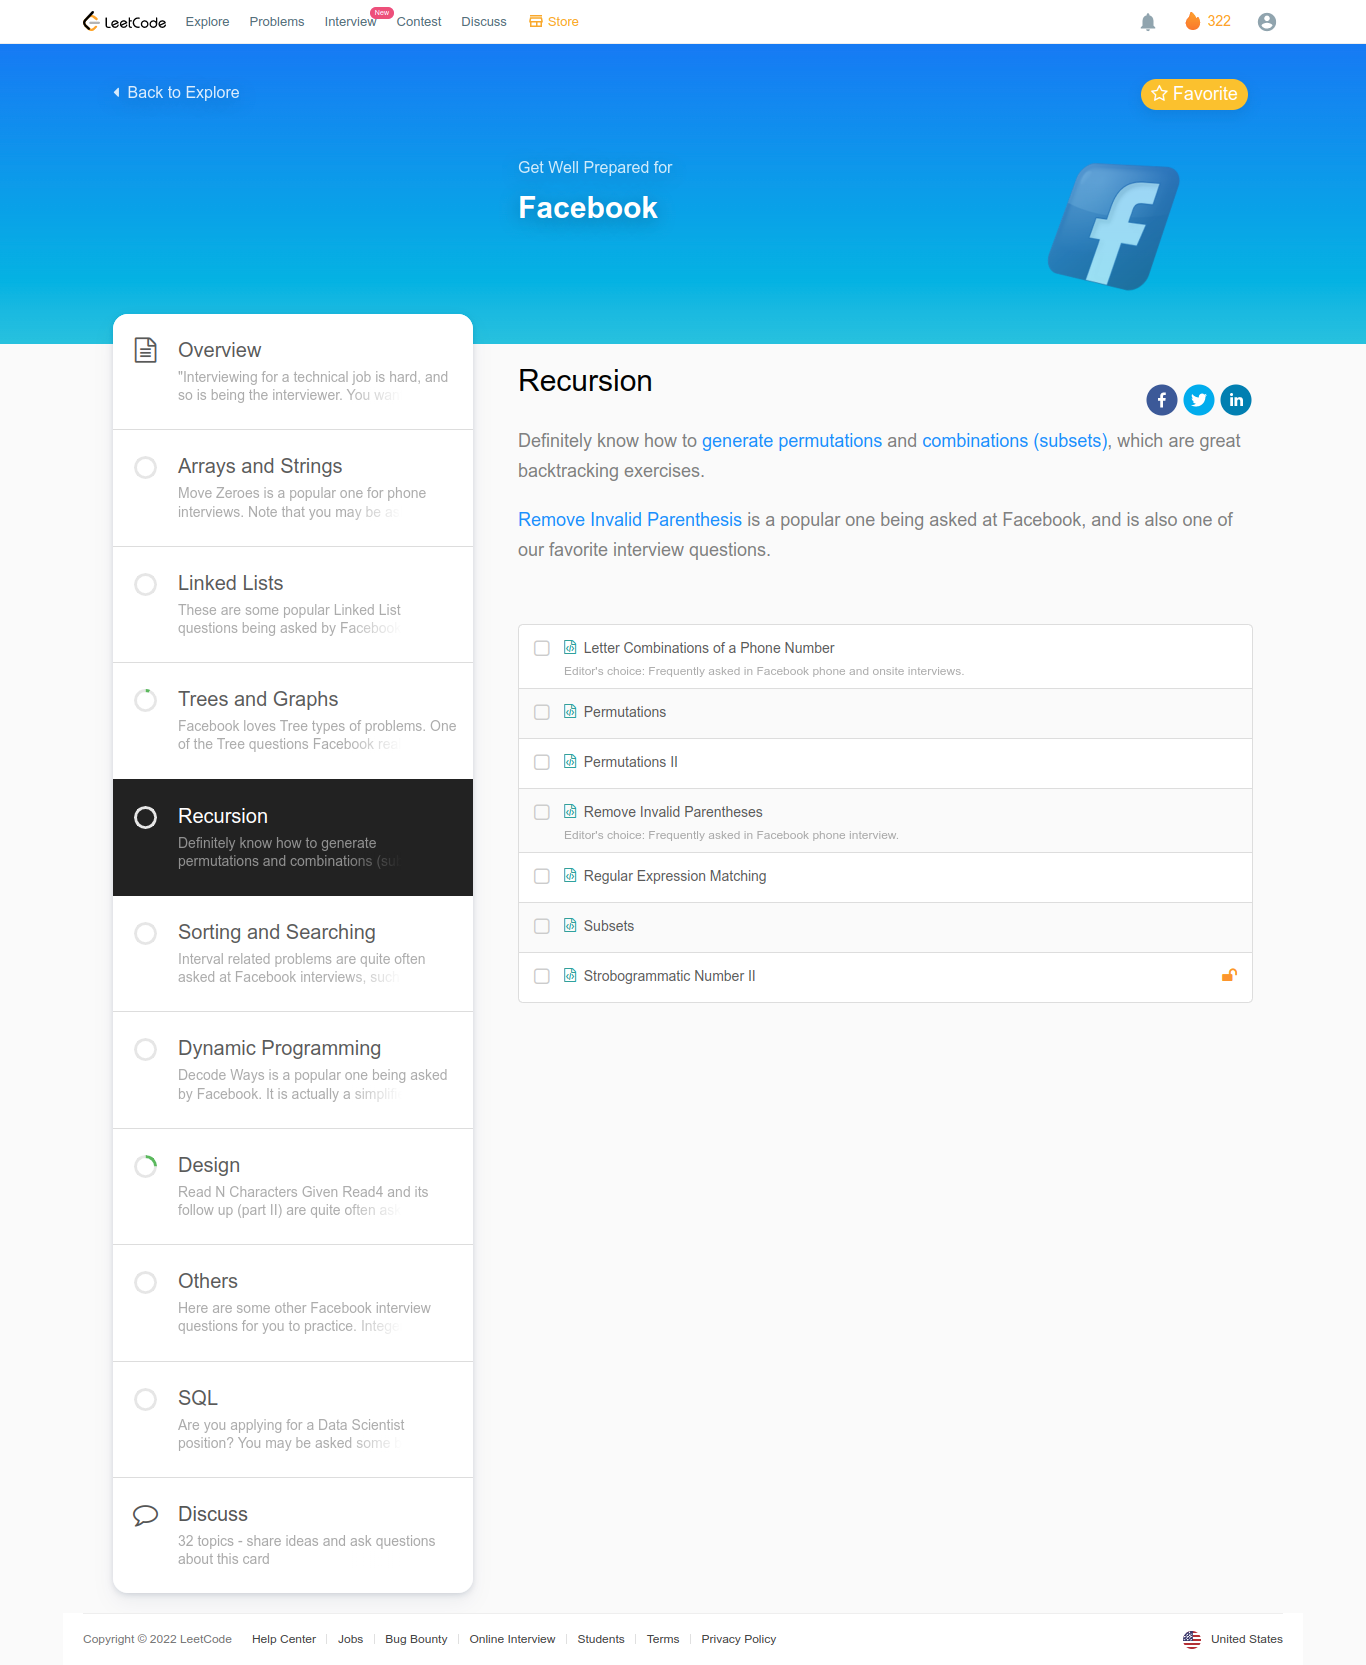 LeetCode Explore Problems Interview New Contest Discuss Store 322
Back to Explore
Favorite
Get Well Prepared for
Facebook
Overview
"Interviewing for a technical job is hard, and
so is being the interviewer. You wan
Arrays and Strings
Move Zeroes is a popular one for phone
interviews. Note that you may be as
Linked Lists
These are some popular Linked List
questions being asked by Facebook
Trees and Graphs
Facebook loves Tree types of problems. One
of the Tree questions Facebook rea
Recursion
Definitely know how to generate
permutations and combinations (sub
Sorting and Searching
Interval related problems are quite often
asked at Facebook interviews, such
Dynamic Programming
Decode Ways is a popular one being asked
by Facebook. It is actually a simplifi
Design
Read N Characters Given Read4 and its
follow up (part II) are quite often as
Others
Here are some other Facebook interview
questions for you to practice. Intege
SQL
Are you applying for a Data Scientist
position? You may be asked some
Discuss
32 topics - share ideas and ask questions
about this card
Recursion
Definitely know how to generate permutations and combinations (subsets), which are great
backtracking exercises.
Remove Invalid Parenthesis is a popular one being asked at Facebook, and is also one of
our favorite interview questions.
Letter Combinations of a Phone Number
Editor's choice: Frequently asked in Facebook phone and onsite interviews.
Permutations
Permutations II
Remove Invalid Parentheses
Editor's choice: Frequently asked in Facebook phone interview.
Regular Expression Matching
Subsets
Strobogrammatic Number II
Copyright © 2022 LeetCode Help Center Jobs Bug Bounty Online Interview Students Terms Privacy Policy United States